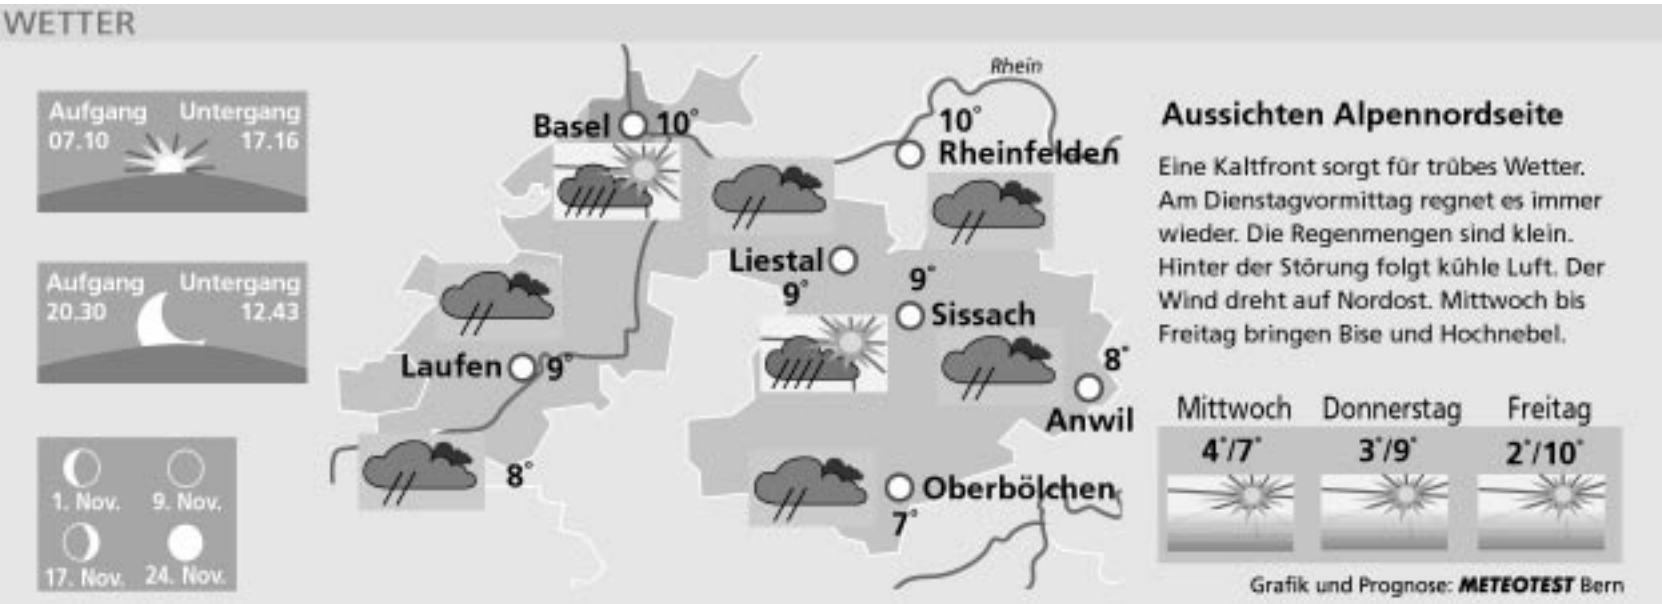 WETTER
Aufgang Untergang
07.10 17.16
Aufgang Untergang
20.30 12.43
1. Nov. 9. Nov.
17. Nov. 24. Nov.
Rhein
Basel 10°
10°
Rheinfelden
Liestal
9°
9°
Sissach
Laufen 9°
8°
Anwil
8°
Oberbölchen
7°
Aussichten Alpennordseite
Eine Kaltfront sorgt für trübes Wetter.
Am Dienstagvormittag regnet es immer
wieder. Die Regenmengen sind klein.
Hinter der Störung folgt kühle Luft. Der
Wind dreht auf Nordost. Mittwoch bis
Freitag bringen Bise und Hochnebel.
Mittwoch Donnerstag Freitag
4°/7° 3°/9° 2°/10°
Grafik und Prognose: METEOTEST Bern